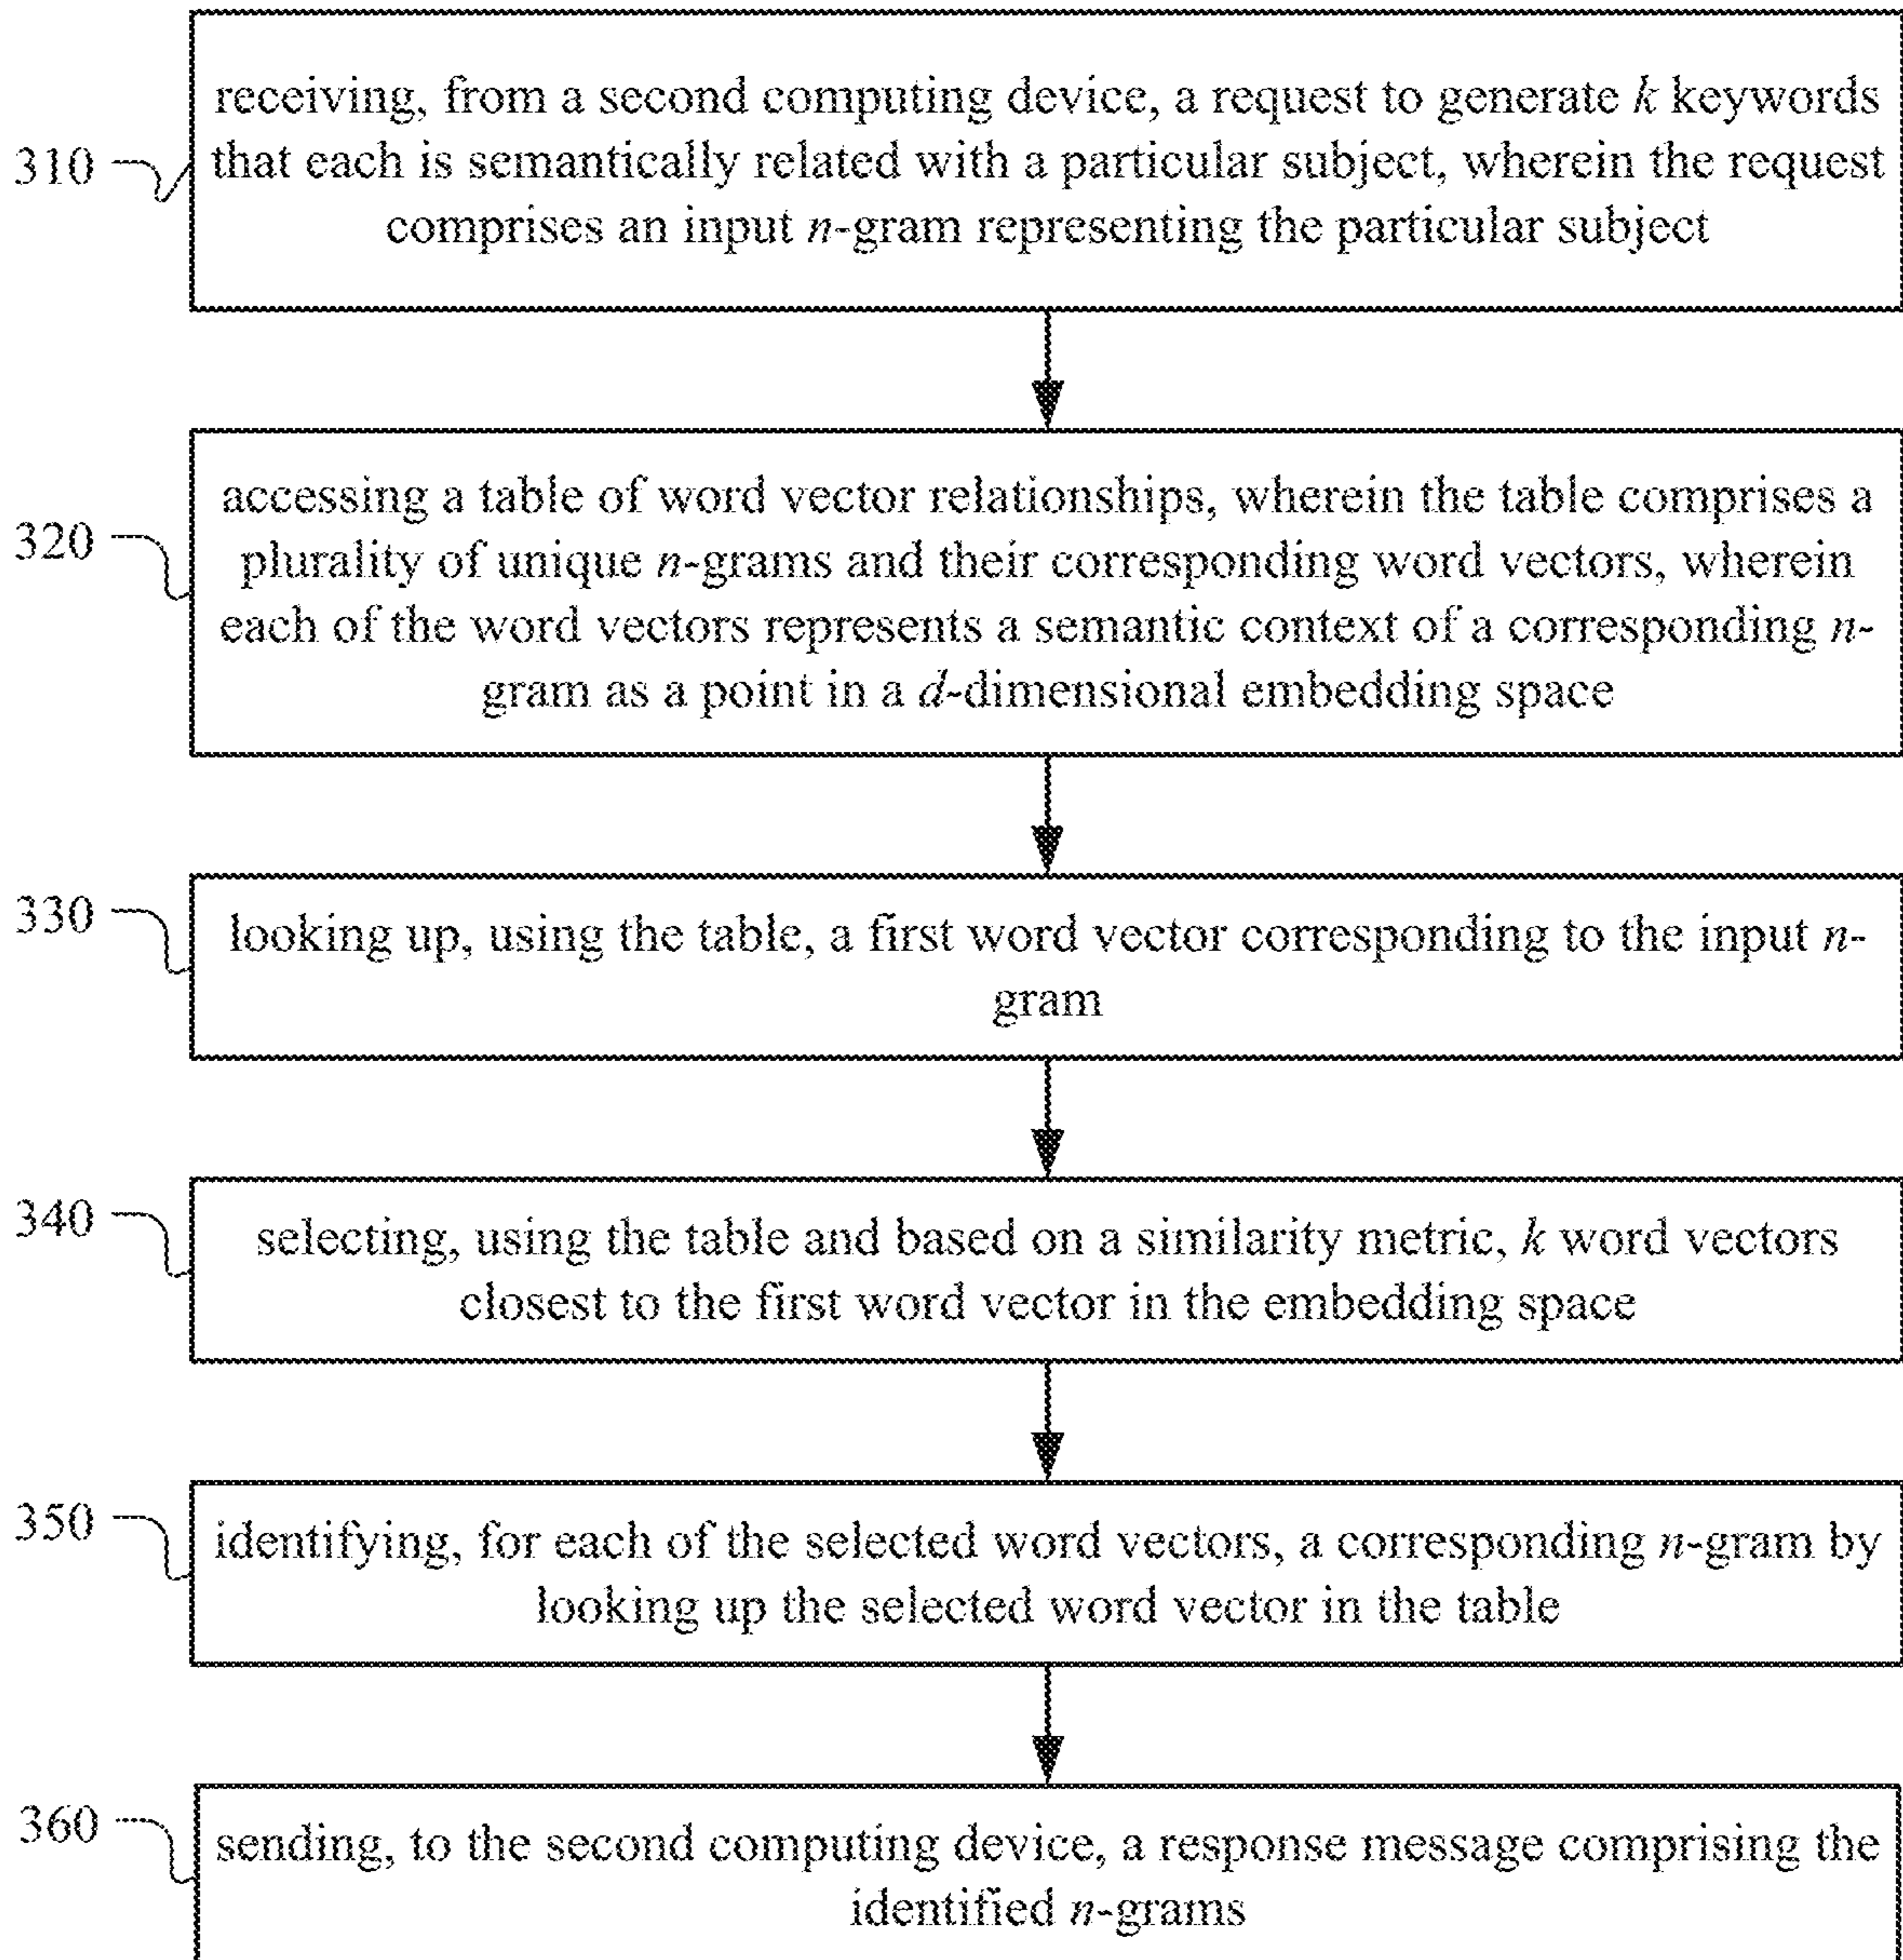 310
receiving, from a second computing device, a request to generate k keywords
that each is semantically related with a particular subject, wherein the request
comprises an input n-gram representing the particular subject
320
accessing a table of word vector relationships, wherein the table comprises a
plurality of unique n-grams and their corresponding word vectors, wherein
each of the word vectors represents a semantic context of a corresponding n-
gram as a point in a d-dimensional embedding space
330
looking up, using the table, a first word vector corresponding to the input n-
gram
340
selecting, using the table and based on a similarity metric, k word vectors
closest to the first word vector in the embedding space
350
identifying, for each of the selected word vectors, a corresponding n-gram by
looking up the selected word vector in the table
360
sending, to the second computing device, a response message comprising the
identified n-grams